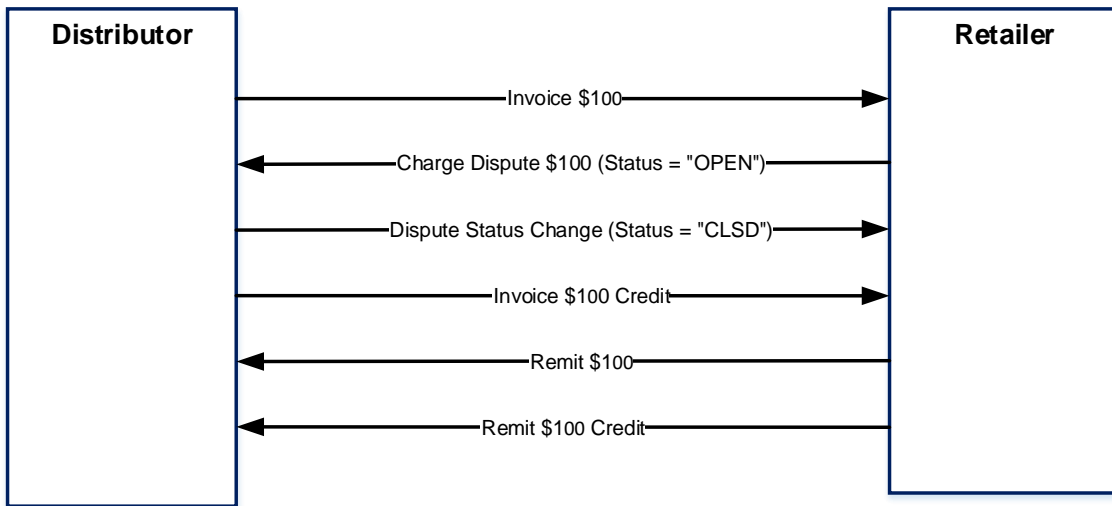 Distributor
Retailer
Invoice $100
Charge Dispute $100 (Status = "OPEN")
Dispute Status Change (Status = "CLSD")
Invoice $100 Credit
Remit $100
Remit $100 Credit